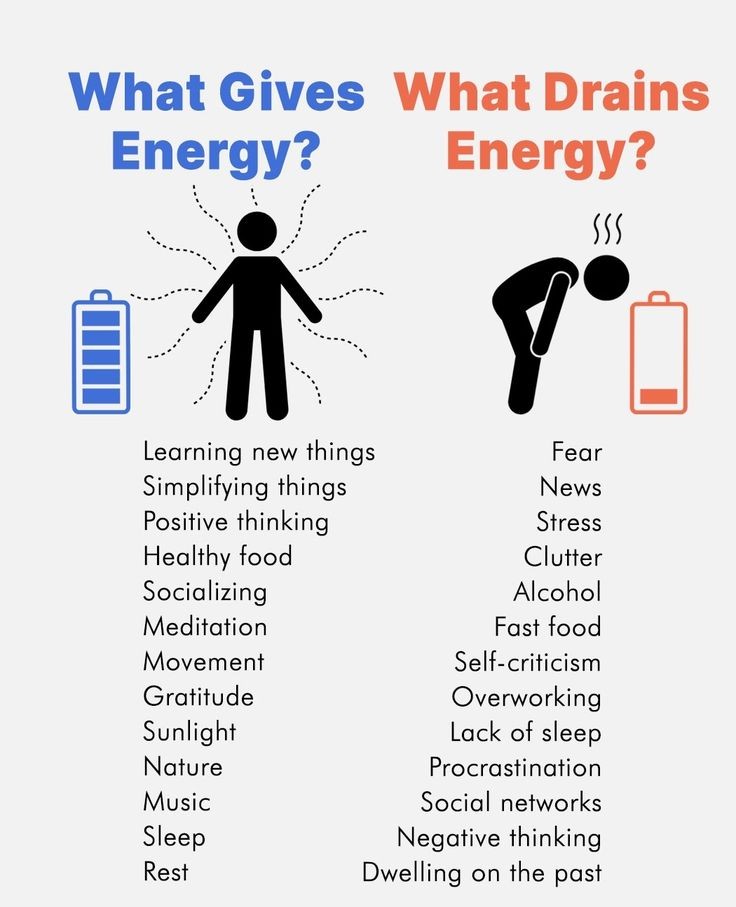 What Gives
Energy?
Learning new things
Simplifying things
Positive thinking
Healthy food
Socializing
Meditation
Movement
Gratitude
Sunlight
Nature
Music
Sleep
Rest
What Drains
Energy?
Fear
News
Stress
Clutter
Alcohol
Fast food
Self-criticism
Overworking
Lack of sleep
Procrastination
Social networks
Negative thinking
Dwelling on the past